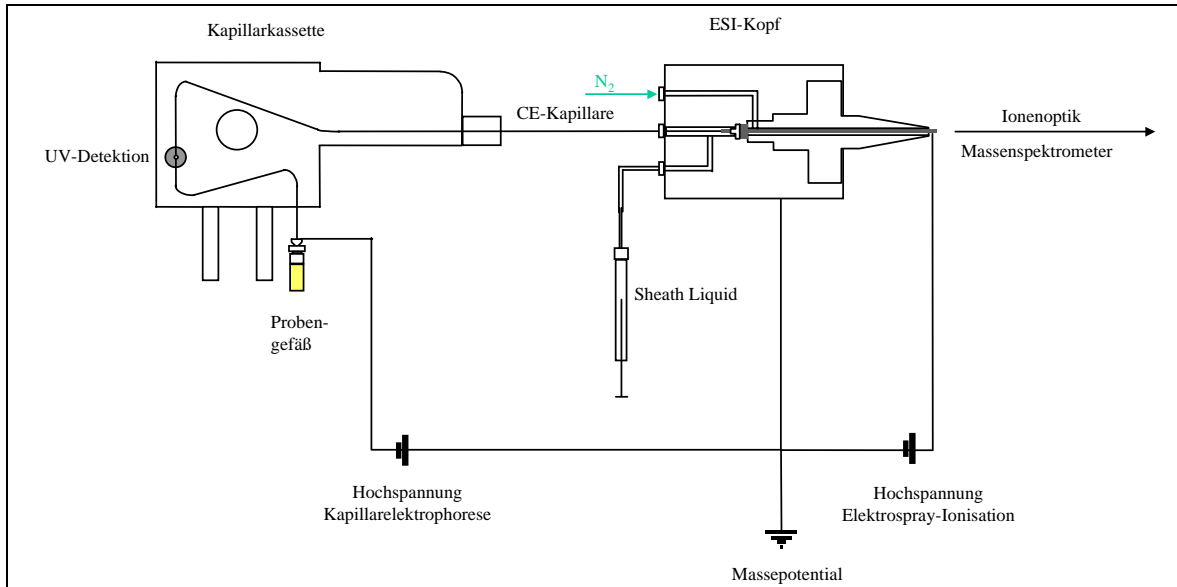 Kapillarkassette
ESI-Kopf
N2
CE-Kapillare
Ionenoptik
Massenspektrometer
UV-Detektion
Sheath Liquid
Proben-
gefäß
Hochspannung
Kapillarelektrophorese
Hochspannung
Elektrospray-Ionisation
Massepotential